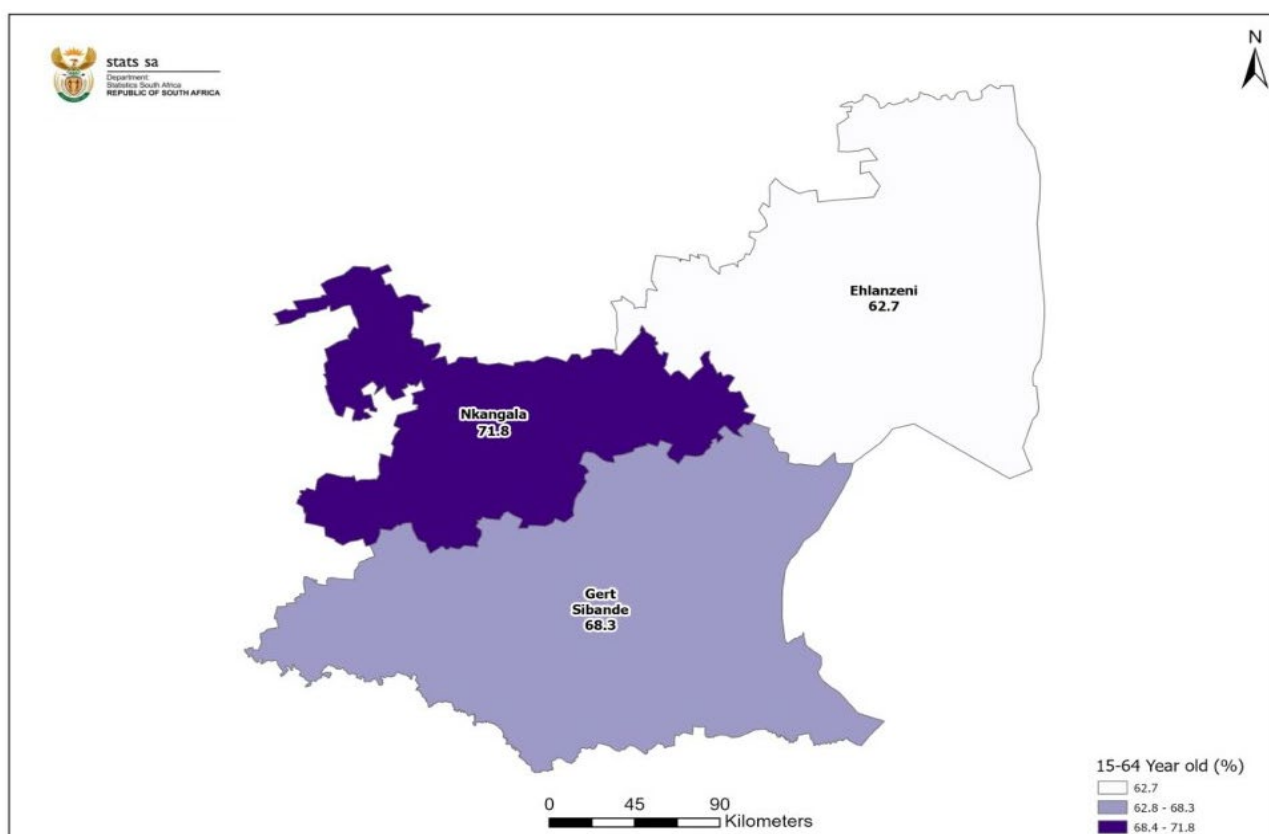 stats sa
Department:
Statistics South Africa
REPUBLIC OF SOUTH AFRICA
N
Ehlanzeni
62.7
Nkangala
71.8
Gert
Sibande
68.3
15-64 Year old (%)
62.7
62.8 - 68.3
68.4 - 71.8
0 45 90
Kilometers